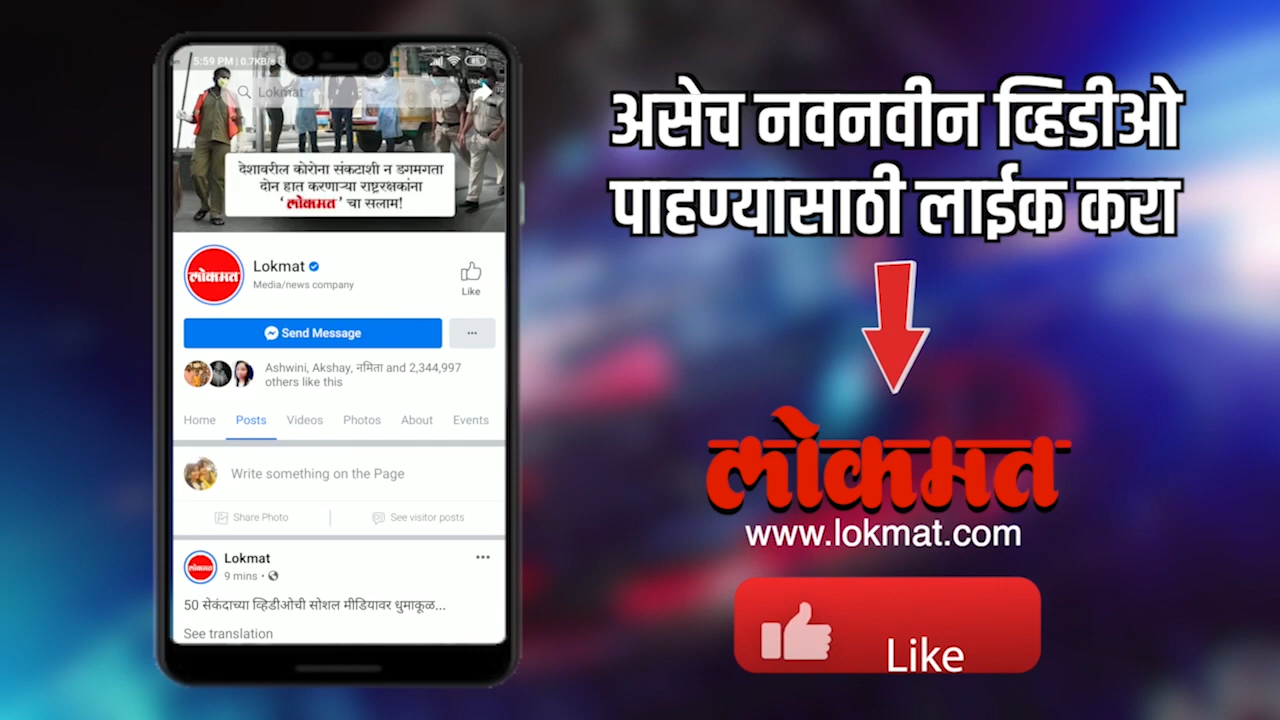 5:59 PM | 0.7KB/s
85
Lokmat
देशावरील कोरोना संकटाशी न डगमगता
दोन हात करणाऱ्या राष्ट्ररक्षकांना
'लोकमत' चा सलाम!
लोकमत
Lokmat
Media/news company
Like
Send Message
Ashwini, Akshay, नमिता and 2,344,997
others like this
Home Posts Videos Photos About Events
Write something on the Page
Share Photo See visitor posts
लोकमत
Lokmat
9 mins
50 सेकंदाच्या व्हिडीओची सोशल मीडियावर धुमाकूळ...
See translation
असेच नवनवीन व्हिडीओ
पाहण्यासाठी लाईक करा
लोकमत
www.lokmat.com
Like